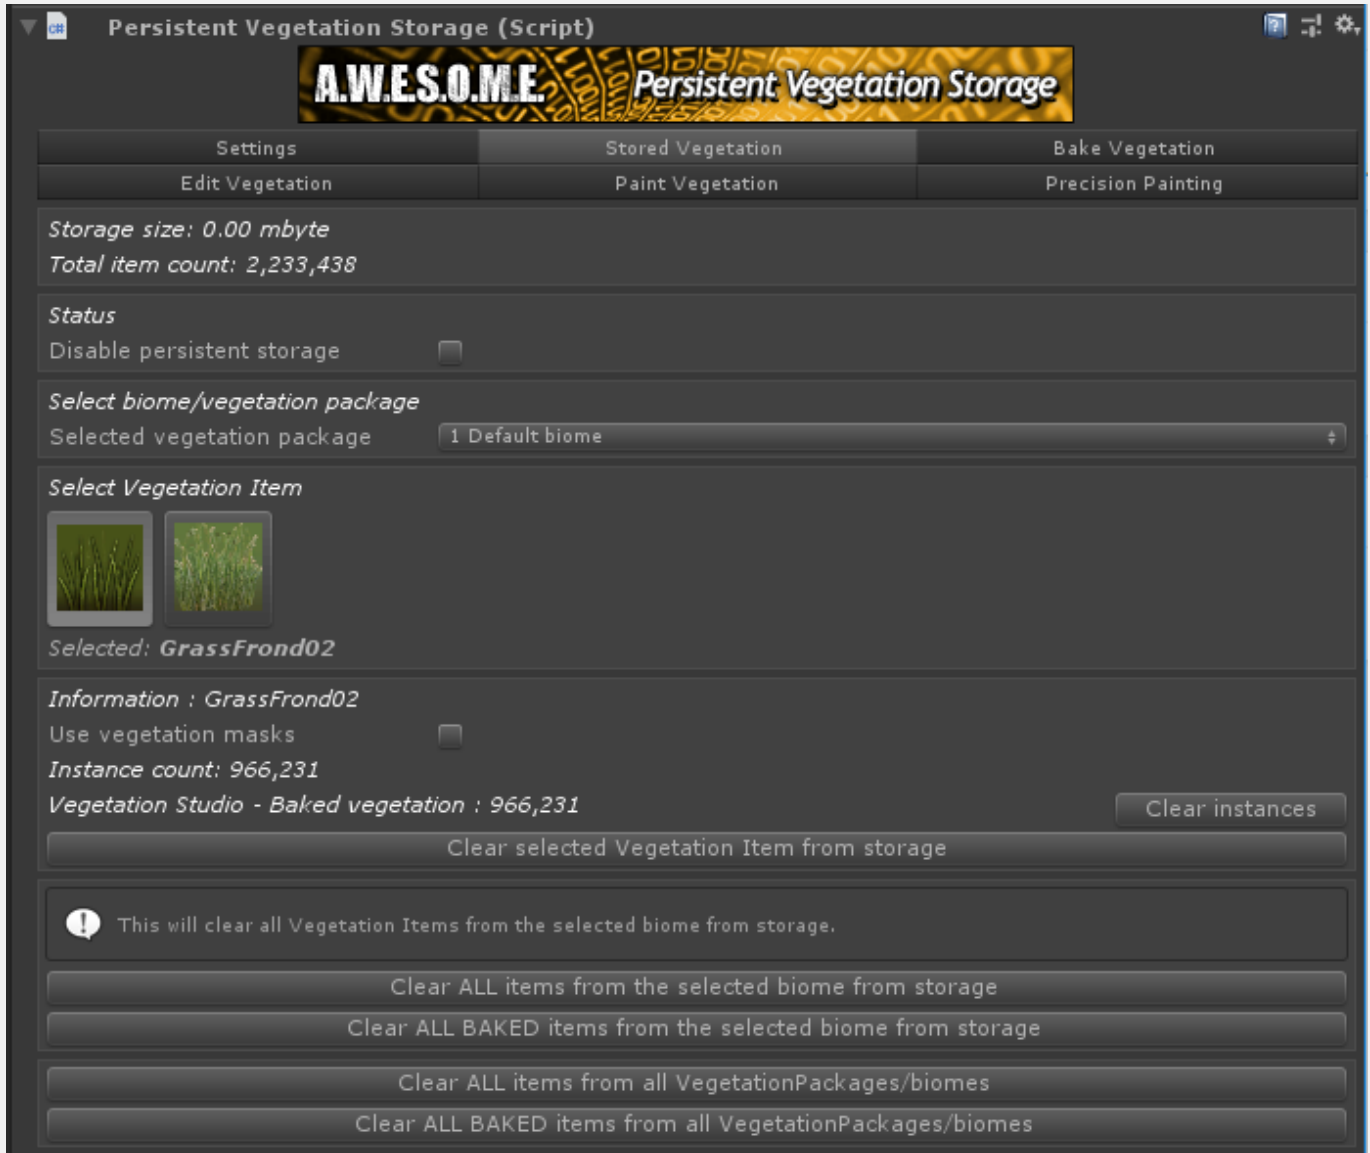 Persistent Vegetation Storage (Script)
A.W.E.S.O.M.E. Persistent Vegetation Storage
Settings Stored Vegetation Bake Vegetation
Edit Vegetation Paint Vegetation Precision Painting
Storage size: 0.00 mbyte
Total item count: 2,233,438
Status
Disable persistent storage
Select biome/vegetation package
Selected vegetation package 1 Default biome
Select Vegetation Item
Selected: GrassFrond02
Information : GrassFrond02
Use vegetation masks
Instance count: 966,231
Vegetation Studio - Baked vegetation : 966,231 Clear instances
Clear selected Vegetation Item from storage
This will clear all Vegetation Items from the selected biome from storage.
Clear ALL items from the selected biome from storage
Clear ALL BAKED items from the selected biome from storage
Clear ALL items from all VegetationPackages/biomes
Clear ALL BAKED items from all VegetationPackages/biomes